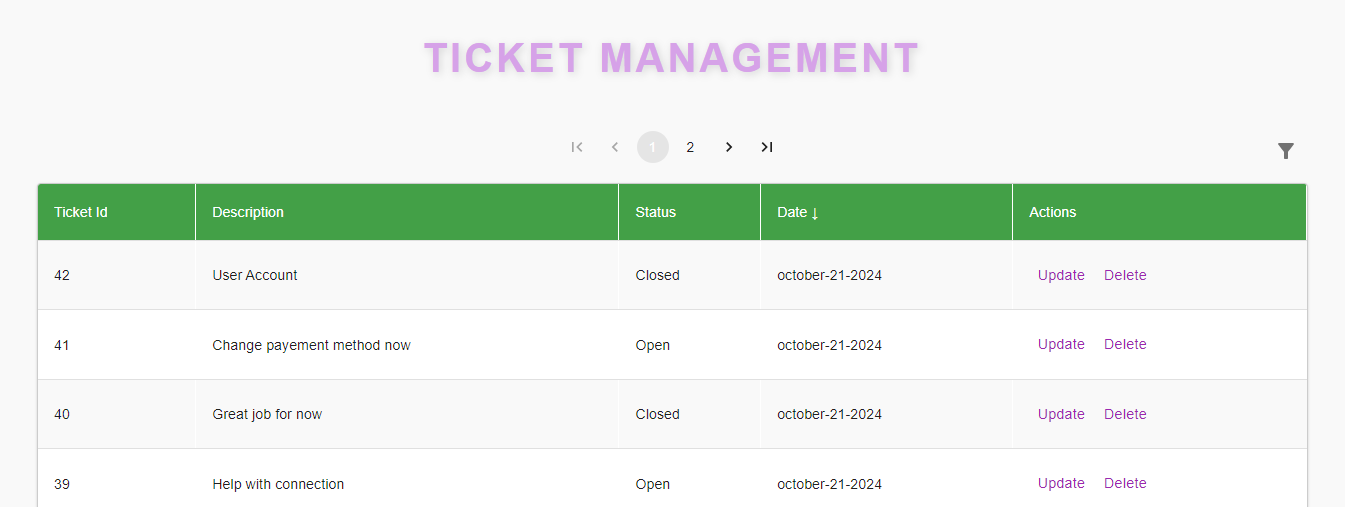 TICKET MANAGEMENT
1 2
Ticket Id Description Status Date ↓ Actions
42 User Account Closed october-21-2024 Update Delete
41 Change payement method now Open october-21-2024 Update Delete
40 Great job for now Closed october-21-2024 Update Delete
39 Help with connection Open october-21-2024 Update Delete